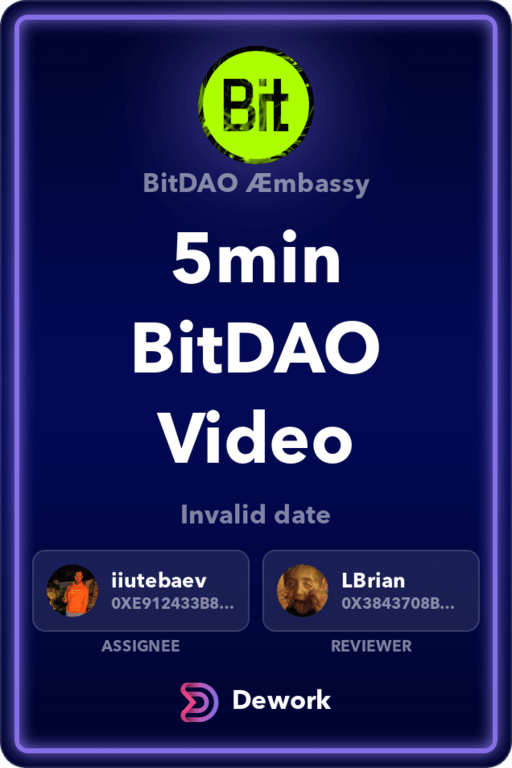 Bit
BitDAO Æmbassy
5min
BitDAO
Video
Invalid date
iiutebaev
0XE912433B8...
LBrian
0X3843708B...
ASSIGNEE
REVIEWER
Dework